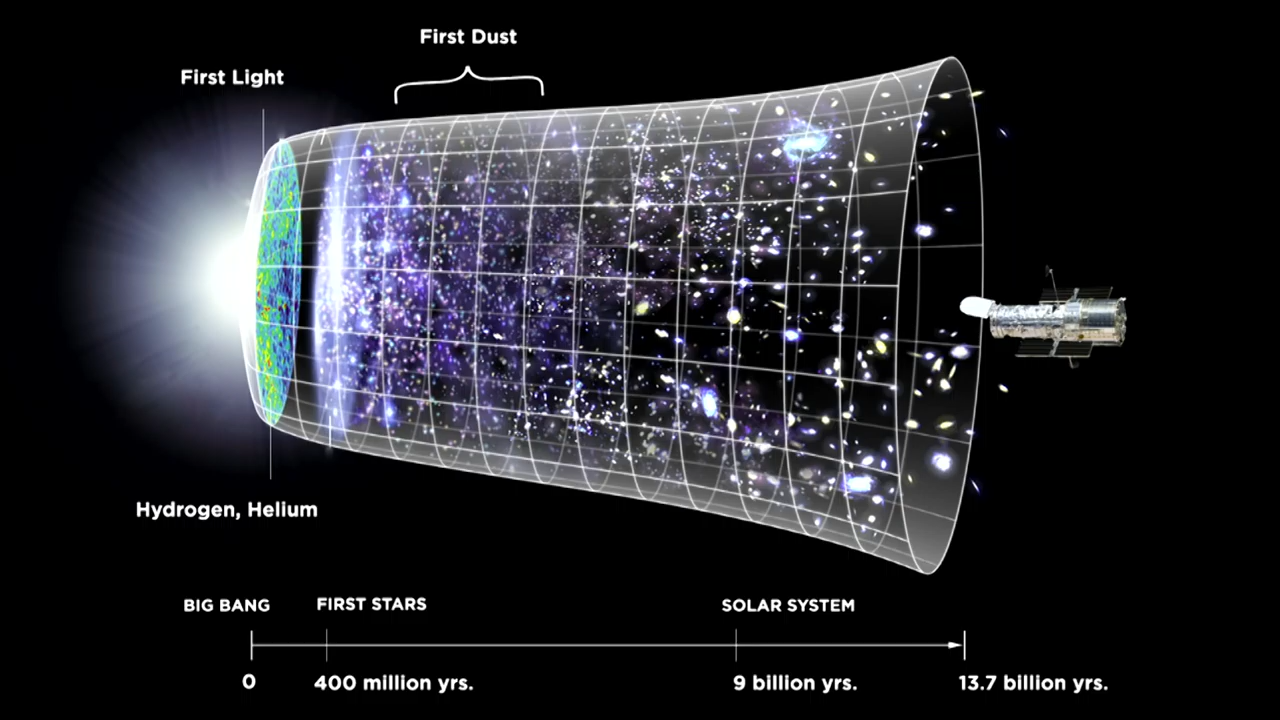 First Dust
First Light
Hydrogen, Helium
BIG BANG
FIRST STARS
SOLAR SYSTEM
0
400 million yrs.
9 billion yrs.
13.7 billion yrs.